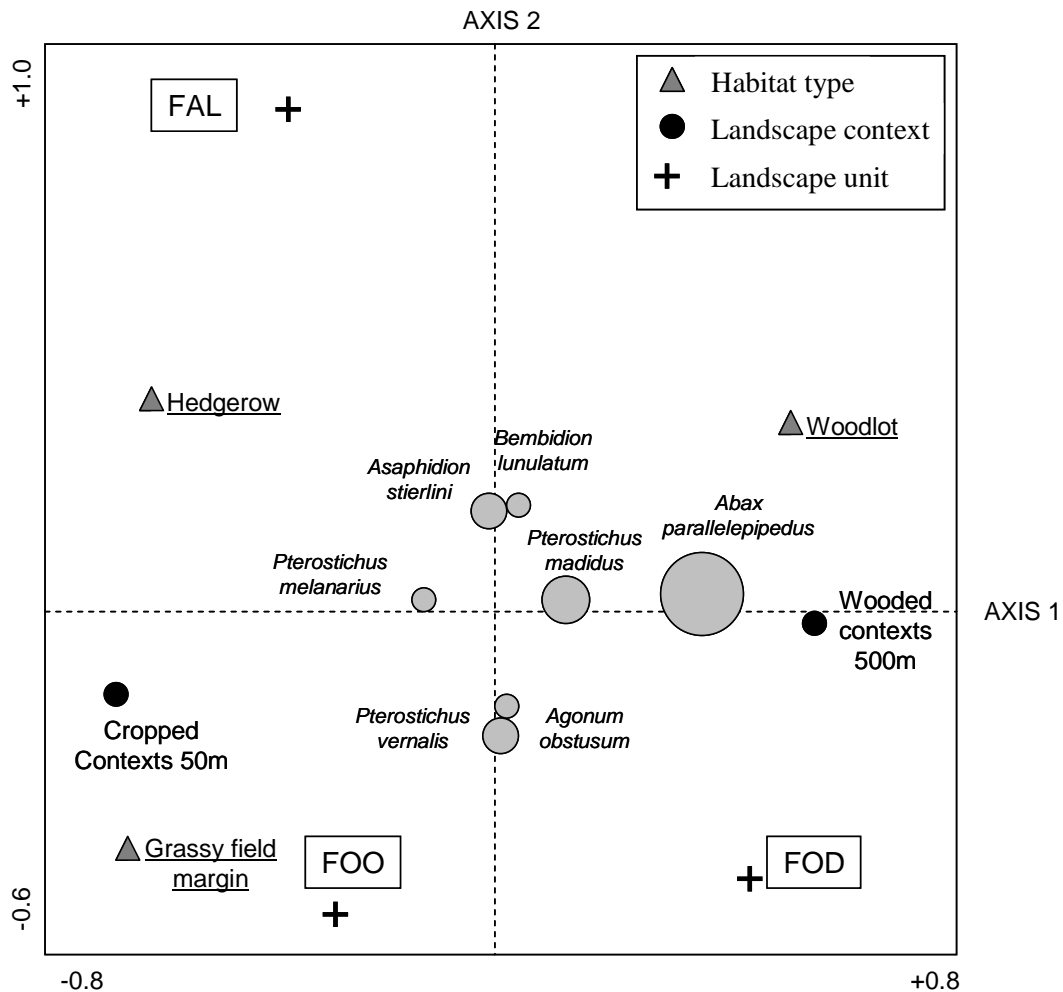 AXIS 2
+1.0
FAL
Habitat type
Landscape context
Landscape unit
Hedgerow
Woodlot
Bembidion
lunulatum
Asaphidion
stierlini
Abax
parallelepipedus
Pterostichus
madidus
Pterostichus
melanarius
AXIS 1
Wooded
contexts
500m
Cropped
Contexts 50m
Pterostichus
vernalis
Agonum
obstusum
Grassy field
margin
FOO
FOD
-0.6
-0.8
+0.8